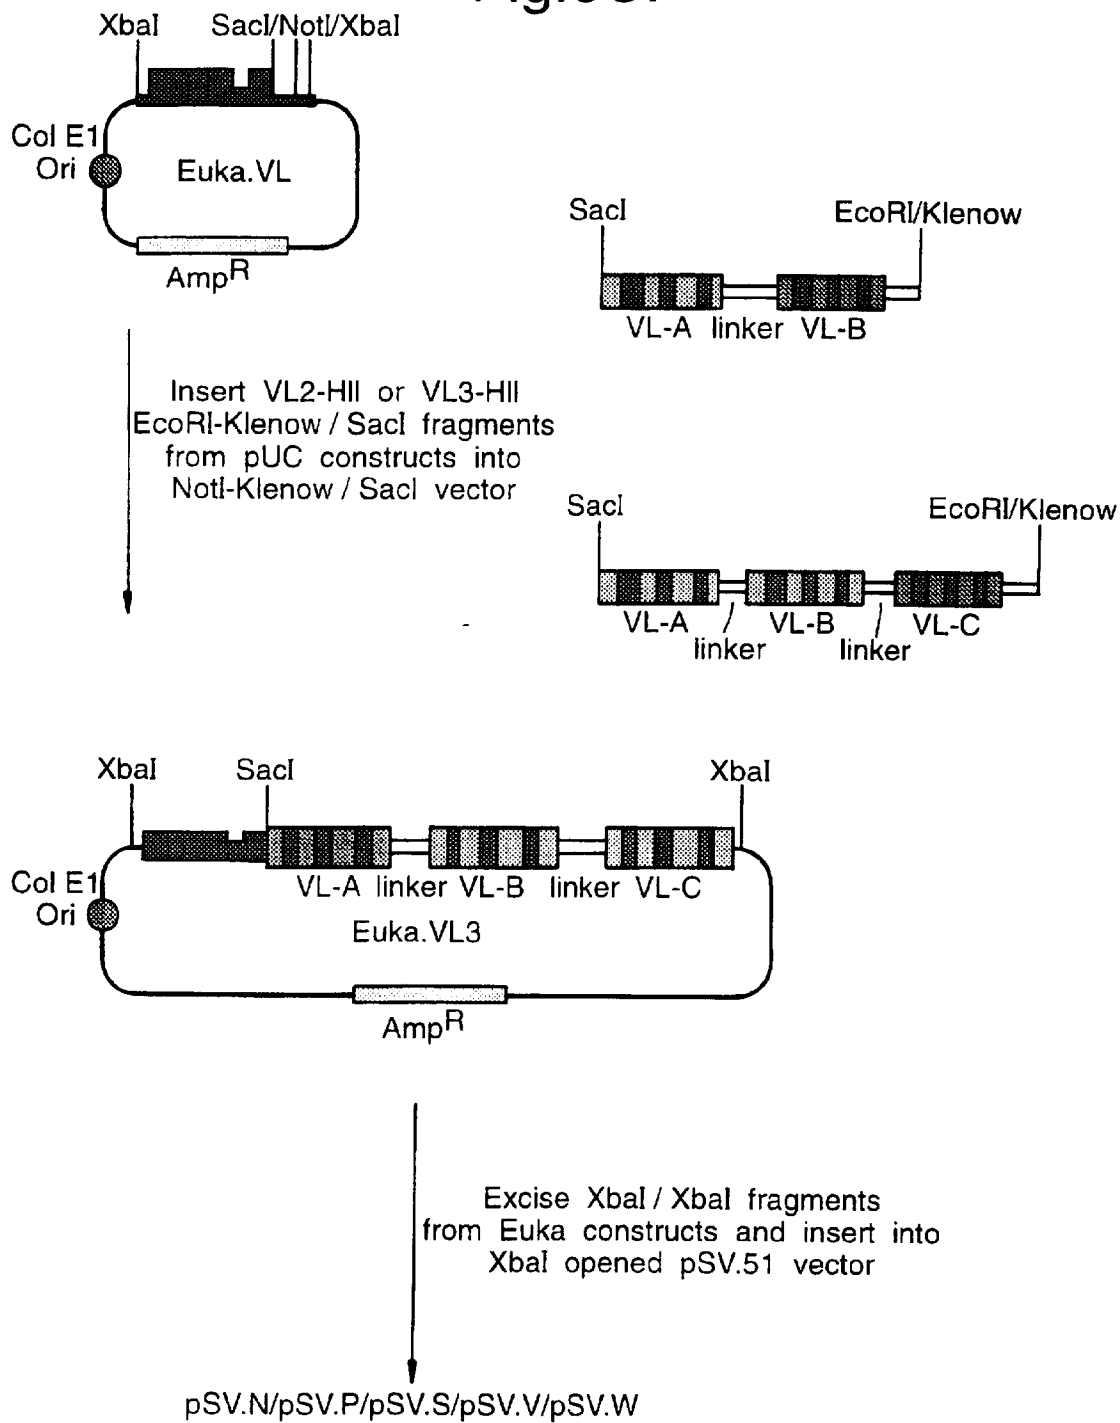 XbaI SacI/NotI/XbaI
Col E1
Ori
Euka.VL
AmpR
SacI
EcoRI/Klenow
VL-A linker VL-B
Insert VL2-HII or VL3-HII
EcoRI-Klenow / SacI fragments
from pUC constructs into
NotI-Klenow / SacI vector
SacI
EcoRI/Klenow
VL-A VL-B VL-C
linker linker
XbaI SacI XbaI
Col E1
Ori
VL-A linker VL-B linker VL-C
Euka.VL3
AmpR
Excise XbaI / XbaI fragments
from Euka constructs and insert into
XbaI opened pSV.51 vector
pSV.N/pSV.P/pSV.S/pSV.V/pSV.W